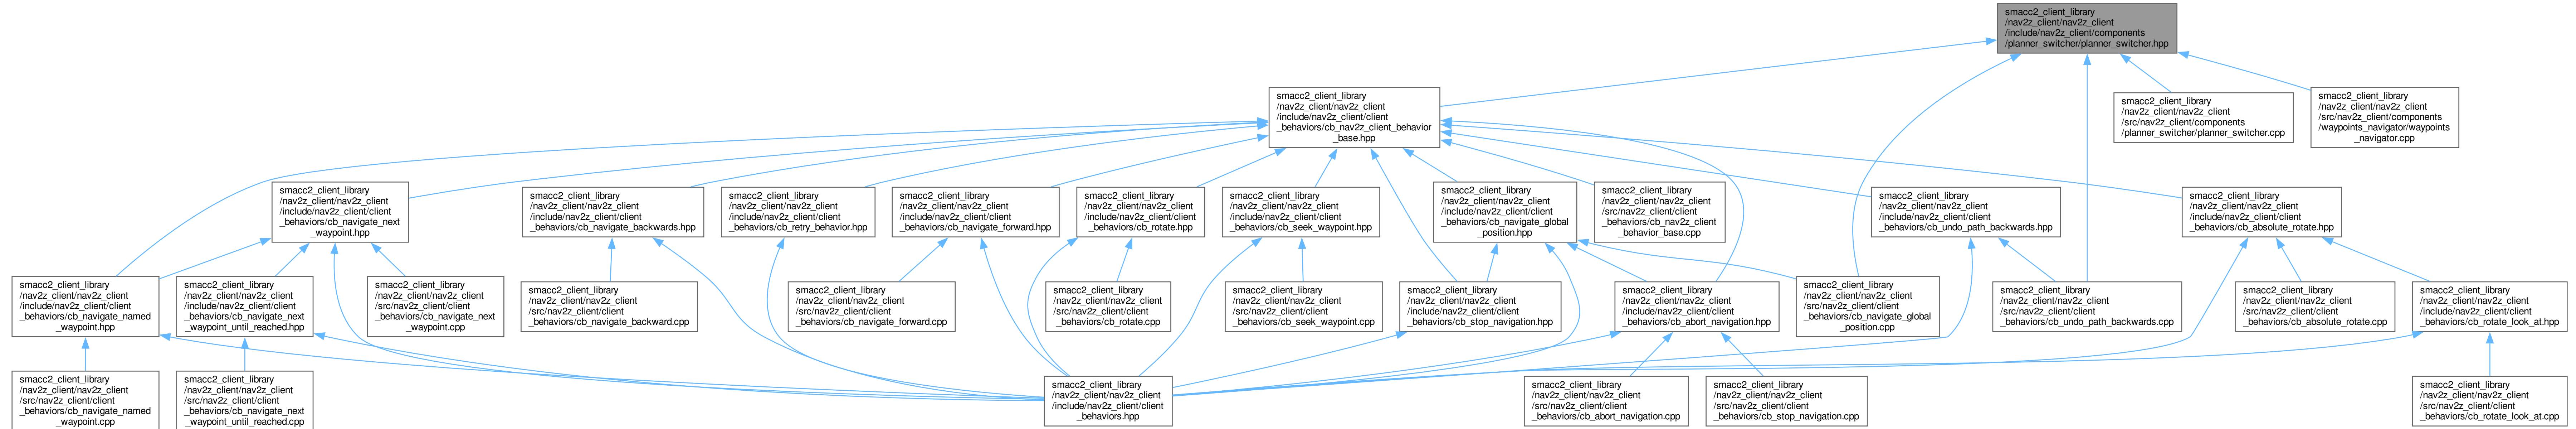 smacc2_client_library
/nav2z_client/nav2z_client
/include/nav2z_client/components
/planner_switcher/planner_switcher.hpp
smacc2_client_library
/nav2z_client/nav2z_client
/include/nav2z_client/client
_behaviors/cb_nav2z_client_behavior
_base.hpp
smacc2_client_library
/nav2z_client/nav2z_client
/src/nav2z_client/components
/planner_switcher/planner_switcher.cpp
smacc2_client_library
/nav2z_client/nav2z_client
/src/nav2z_client/components
/waypoints_navigator/waypoints
_navigator.cpp
smacc2_client_library
/nav2z_client/nav2z_client
/include/nav2z_client/client
_behaviors/cb_navigate_next
_waypoint.hpp
smacc2_client_library
/nav2z_client/nav2z_client
/include/nav2z_client/client
_behaviors/cb_navigate_backwards.hpp
smacc2_client_library
/nav2z_client/nav2z_client
/include/nav2z_client/client
_behaviors/cb_retry_behavior.hpp
smacc2_client_library
/nav2z_client/nav2z_client
/include/nav2z_client/client
_behaviors/cb_navigate_forward.hpp
smacc2_client_library
/nav2z_client/nav2z_client
/include/nav2z_client/client
_behaviors/cb_rotate.hpp
smacc2_client_library
/nav2z_client/nav2z_client
/include/nav2z_client/client
_behaviors/cb_seek_waypoint.hpp
smacc2_client_library
/nav2z_client/nav2z_client
/include/nav2z_client/client
_behaviors/cb_navigate_global
_position.hpp
smacc2_client_library
/nav2z_client/nav2z_client
/src/nav2z_client/client
_behaviors/cb_nav2z_client
_behavior_base.cpp
smacc2_client_library
/nav2z_client/nav2z_client
/include/nav2z_client/client
_behaviors/cb_undo_path_backwards.hpp
smacc2_client_library
/nav2z_client/nav2z_client
/include/nav2z_client/client
_behaviors/cb_absolute_rotate.hpp
smacc2_client_library
/nav2z_client/nav2z_client
/include/nav2z_client/client
_behaviors/cb_navigate_named
_waypoint.hpp
smacc2_client_library
/nav2z_client/nav2z_client
/include/nav2z_client/client
_behaviors/cb_navigate_next
_waypoint_until_reached.hpp
smacc2_client_library
/nav2z_client/nav2z_client
/src/nav2z_client/client
_behaviors/cb_navigate_next
_waypoint.cpp
smacc2_client_library
/nav2z_client/nav2z_client
/src/nav2z_client/client
_behaviors/cb_navigate_backward.cpp
smacc2_client_library
/nav2z_client/nav2z_client
/src/nav2z_client/client
_behaviors/cb_navigate_forward.cpp
smacc2_client_library
/nav2z_client/nav2z_client
/src/nav2z_client/client
_behaviors/cb_rotate.cpp
smacc2_client_library
/nav2z_client/nav2z_client
/src/nav2z_client/client
_behaviors/cb_seek_waypoint.cpp
smacc2_client_library
/nav2z_client/nav2z_client
/include/nav2z_client/client
_behaviors/cb_stop_navigation.hpp
smacc2_client_library
/nav2z_client/nav2z_client
/include/nav2z_client/client
_behaviors/cb_abort_navigation.hpp
smacc2_client_library
/nav2z_client/nav2z_client
/src/nav2z_client/client
_behaviors/cb_navigate_global
_position.cpp
smacc2_client_library
/nav2z_client/nav2z_client
/src/nav2z_client/client
_behaviors/cb_undo_path_backwards.cpp
smacc2_client_library
/nav2z_client/nav2z_client
/src/nav2z_client/client
_behaviors/cb_absolute_rotate.cpp
smacc2_client_library
/nav2z_client/nav2z_client
/include/nav2z_client/client
_behaviors/cb_rotate_look_at.hpp
smacc2_client_library
/nav2z_client/nav2z_client
/src/nav2z_client/client
_behaviors/cb_navigate_named
_waypoint.cpp
smacc2_client_library
/nav2z_client/nav2z_client
/src/nav2z_client/client
_behaviors/cb_navigate_next
_waypoint_until_reached.cpp
smacc2_client_library
/nav2z_client/nav2z_client
/include/nav2z_client/client
_behaviors.hpp
smacc2_client_library
/nav2z_client/nav2z_client
/src/nav2z_client/client
_behaviors/cb_abort_navigation.cpp
smacc2_client_library
/nav2z_client/nav2z_client
/src/nav2z_client/client
_behaviors/cb_stop_navigation.cpp
smacc2_client_library
/nav2z_client/nav2z_client
/src/nav2z_client/client
_behaviors/cb_rotate_look_at.cpp